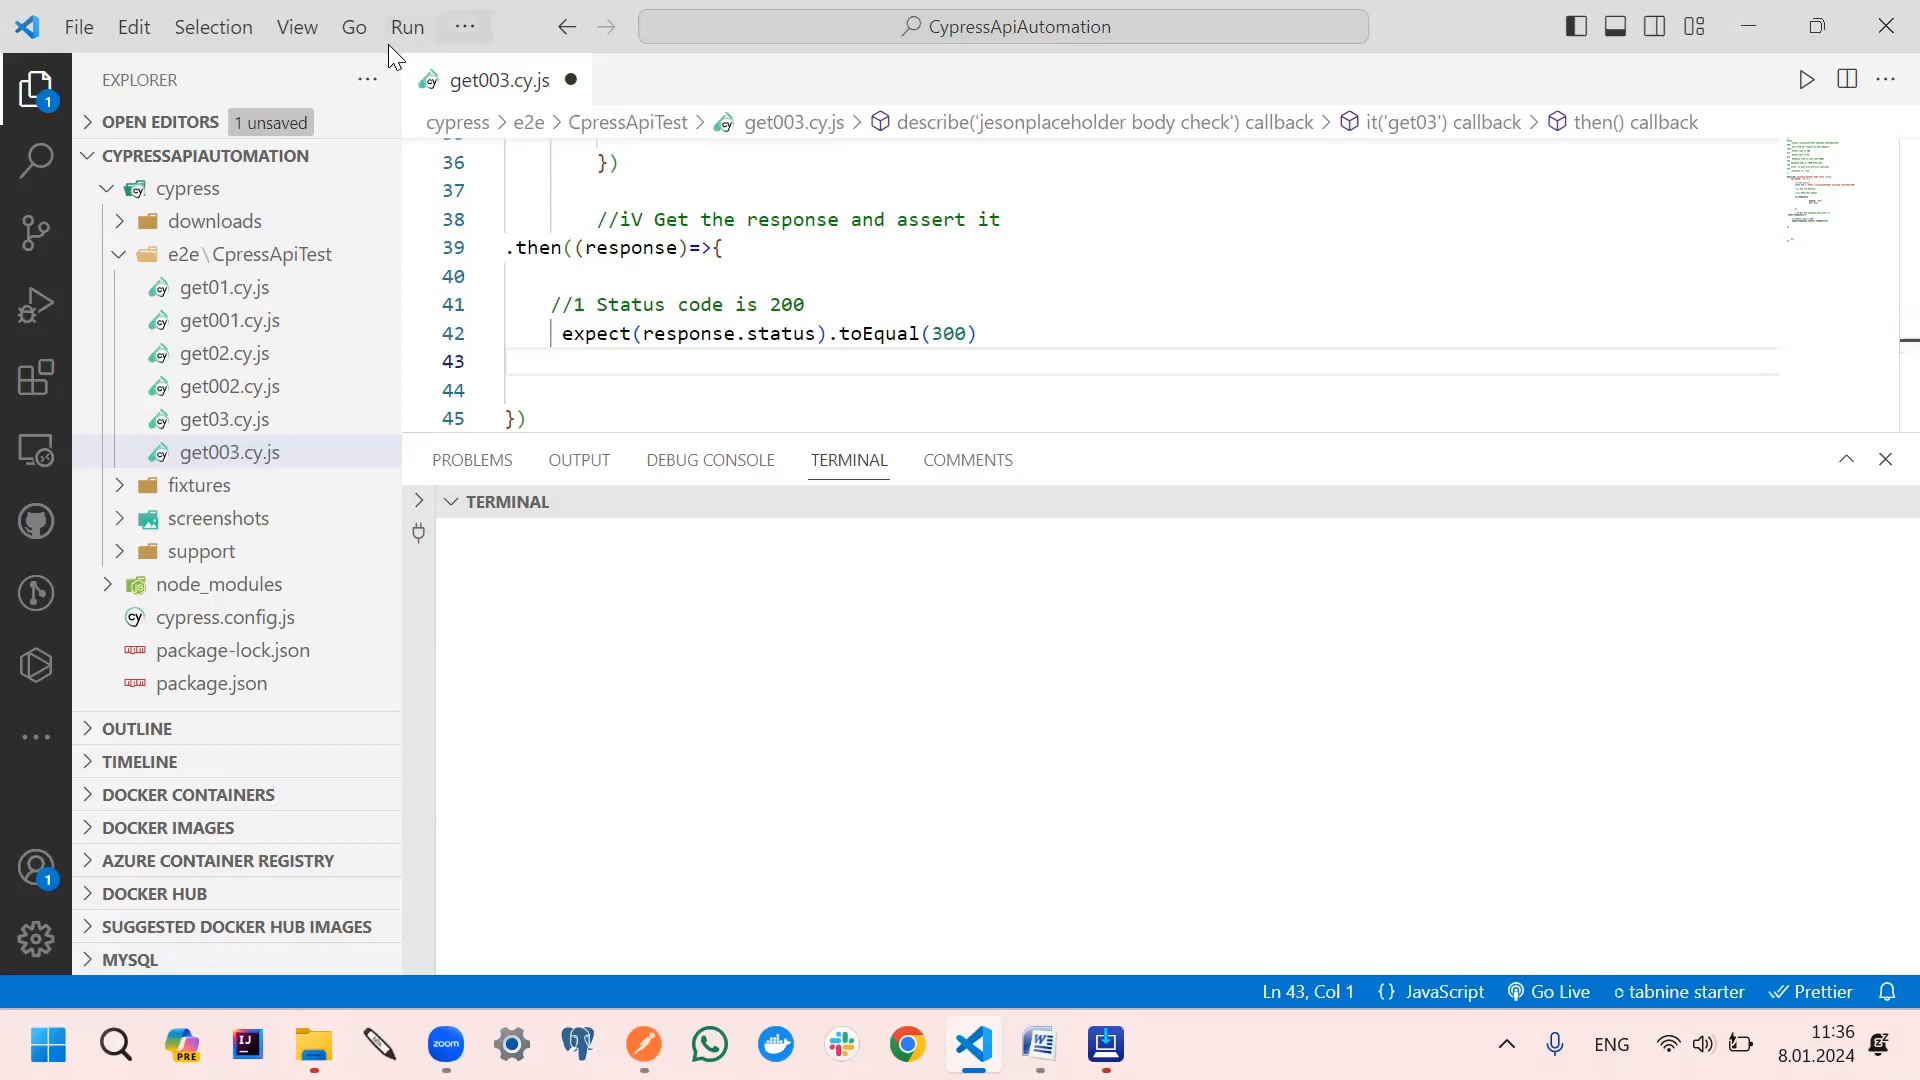 File Edit Selection View Go Run ...
CypressApiAutomation
EXPLORER
OPEN EDITORS 1 unsaved
CYPRESSAPIAUTOMATION
cypress
downloads
e2e\CpressApiTest
get01.cy.js
get001.cy.js
get02.cy.js
get002.cy.js
get03.cy.js
get003.cy.js
fixtures
screenshots
support
node_modules
cypress.config.js
package-lock.json
package.json
OUTLINE
TIMELINE
DOCKER CONTAINERS
DOCKER IMAGES
AZURE CONTAINER REGISTRY
DOCKER HUB
SUGGESTED DOCKER HUB IMAGES
MYSQL
1
1
get003.cy.js
cypress > e2e > CpressApiTest > get003.cy.js > describe('jesonplaceholder body check') callback > it('get03') callback > then() callback
36 })
37
38 //iV Get the response and assert it
39 .then((response)=>{
40
41 //1 Status code is 200
42 expect(response.status).toEqual(300)
43
44
45 })
PROBLEMS OUTPUT DEBUG CONSOLE TERMINAL COMMENTS
TERMINAL
Ln 43, Col 1 {} JavaScript Go Live tabnine starter Prettier
PRE IJ zoom
ENG
11:36
8.01.2024